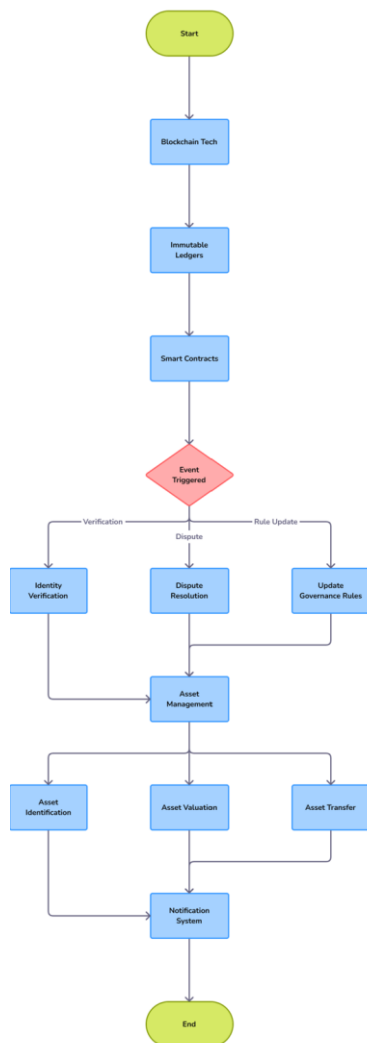 Start
Blockchain Tech
Immutable
Ledgers
Smart Contracts
Event
Triggered
Verification
Rule Update
Dispute
Identity
Verification
Dispute
Resolution
Update
Governance Rules
Asset
Management
Asset
Identification
Asset Valuation
Asset Transfer
Notification
System
End